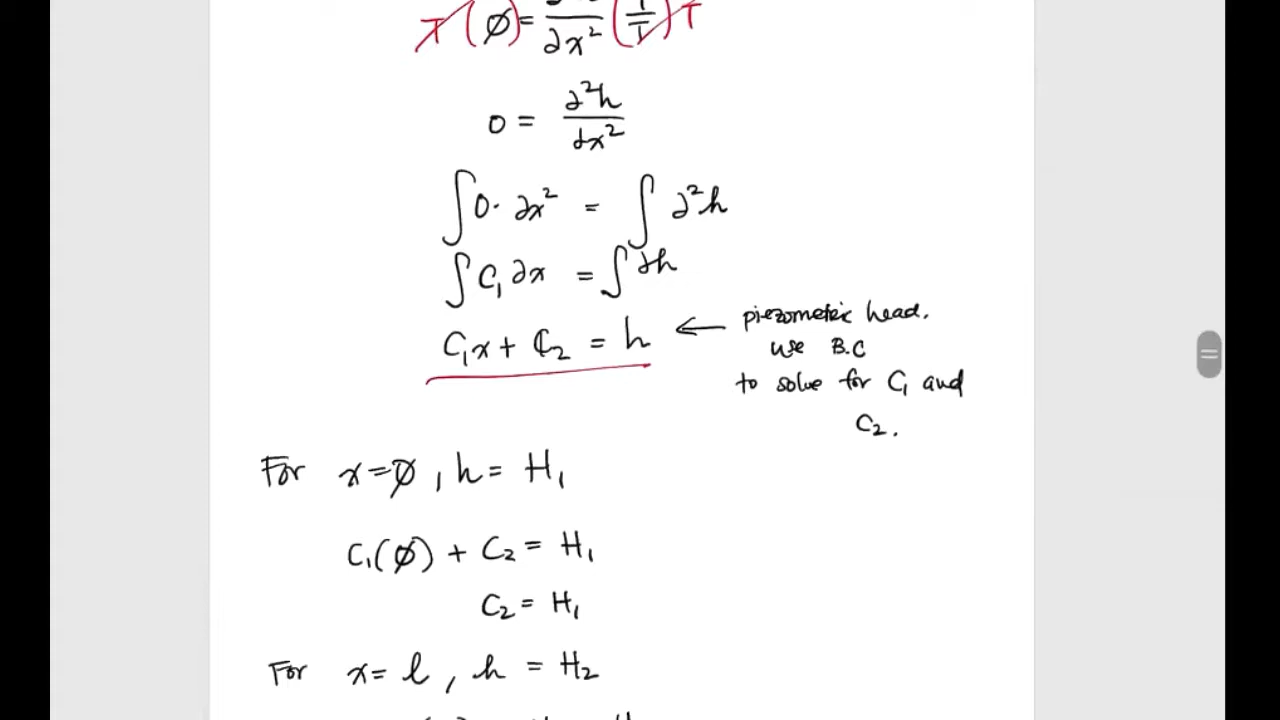 T(∅) = ∂x² (T/T) T
0 = ∂²h/∂x²
∫0· ∂x² = ∫∂²h
∫C₁∂x = ∫∂h
C₁x + C₂ = h ← piezometric head.
use B.C
to solve for C₁ and
C₂.
For x=∅, h = H₁
C₁(∅) + C₂ = H₁
C₂ = H₁
For x = l, h = H₂